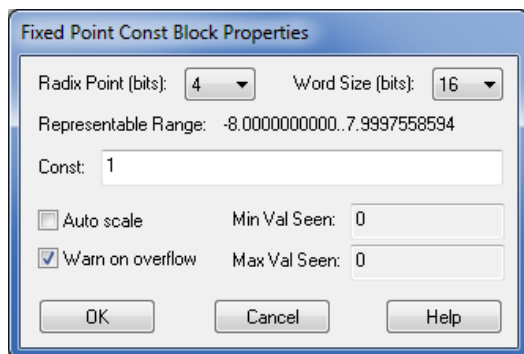 Fixed Point Const Block Properties
Radix Point (bits): 4 Word Size (bits): 16
Representable Range: -8.0000000000..7.9997558594
Const: 1
Auto scale Min Val Seen: 0
Warn on overflow Max Val Seen: 0
OK Cancel Help